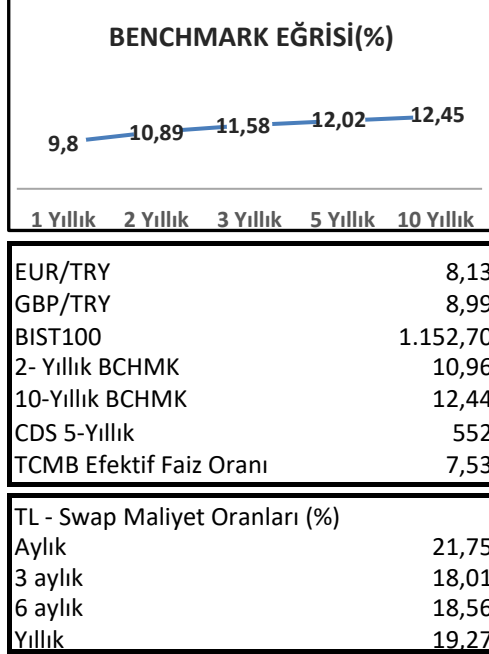 BENCHMARK EĞRİSİ(%)
9,8 10,89 11,58 12,02 12,45
1 Yıllık 2 Yıllık 3 Yıllık 5 Yıllık 10 Yıllık
EUR/TRY 8,13
GBP/TRY 8,99
BIST100 1.152,70
2- Yıllık BCHMK 10,96
10-Yıllık BCHMK 12,44
CDS 5-Yıllık 552
TCMB Efektif Faiz Oranı 7,53
TL - Swap Maliyet Oranları (%)
Aylık 21,75
3 aylık 18,01
6 aylık 18,56
Yıllık 19,27